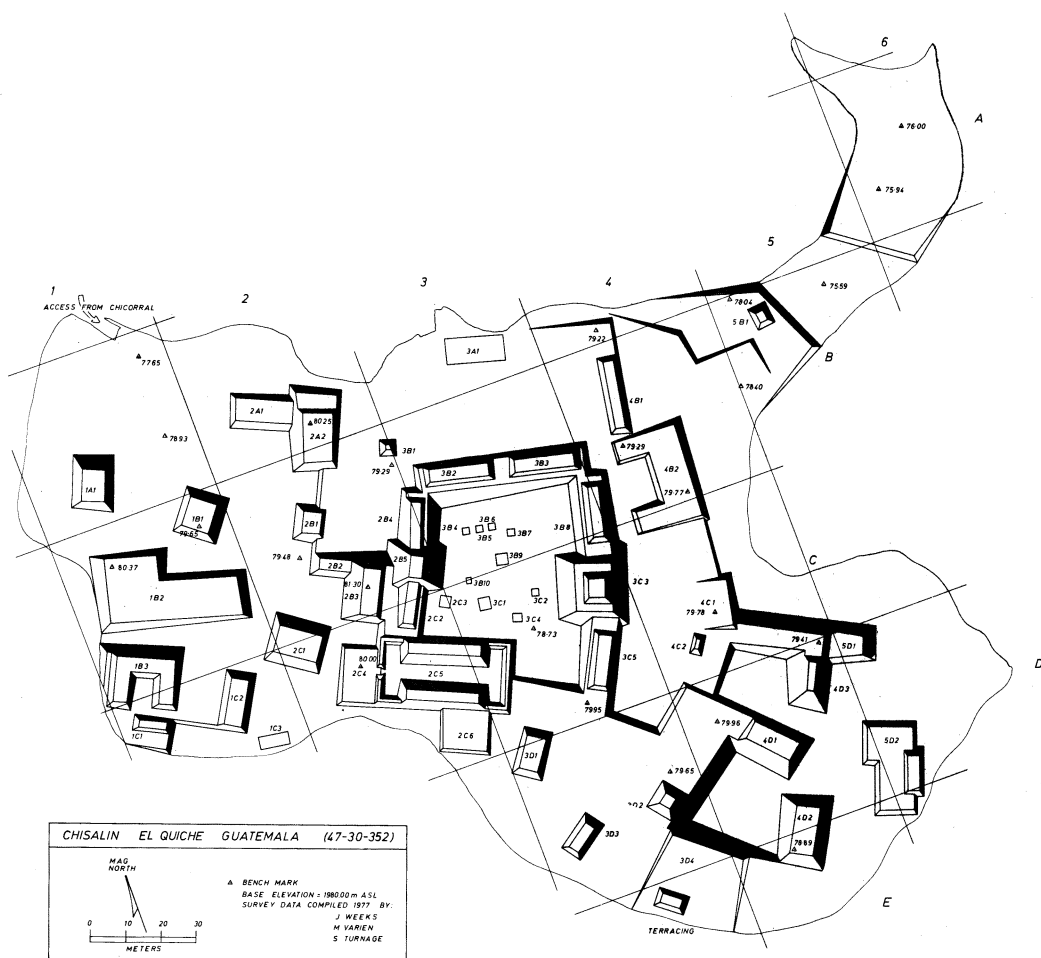 6
A
76·00
75·94
5
75·59
1
ACCESS FROM CHICORRAL
2
3
4
78·04
5B1
B
77·65
79·22
3A1
78·40
2A1
80·25
2A2
4B1
78·93
3B1
79·29
79·29
4B2
3B2
3B3
1A1
79·77
1B1
79·65
2B1
2B4
3B4
3B6
3B5
3B7
3B8
79·48
2B5
3B9
C
80·37
1B2
2B2
81·30
2B3
3B10
3C3
2C3
3C1
3C2
4C1
79·78
2C2
3C4
78·73
2C1
4C2
79·41
5D1
3C5
1B3
80·00
2C4
2C5
D
4D3
1C2
79·95
79·96
1C1
1C3
2C6
3D1
4D1
5D2
79·65
4D2
78·89
3D3
3D4
E
TERRACING
CHISALIN EL QUICHE GUATEMALA (47-30-352)
MAG
NORTH
BENCH MARK
BASE ELEVATION = 1980.00 m ASL
SURVEY DATA COMPILED 1977 BY:
J WEEKS
M VARIEN
S TURNAGE
0 10 20 30
METERS